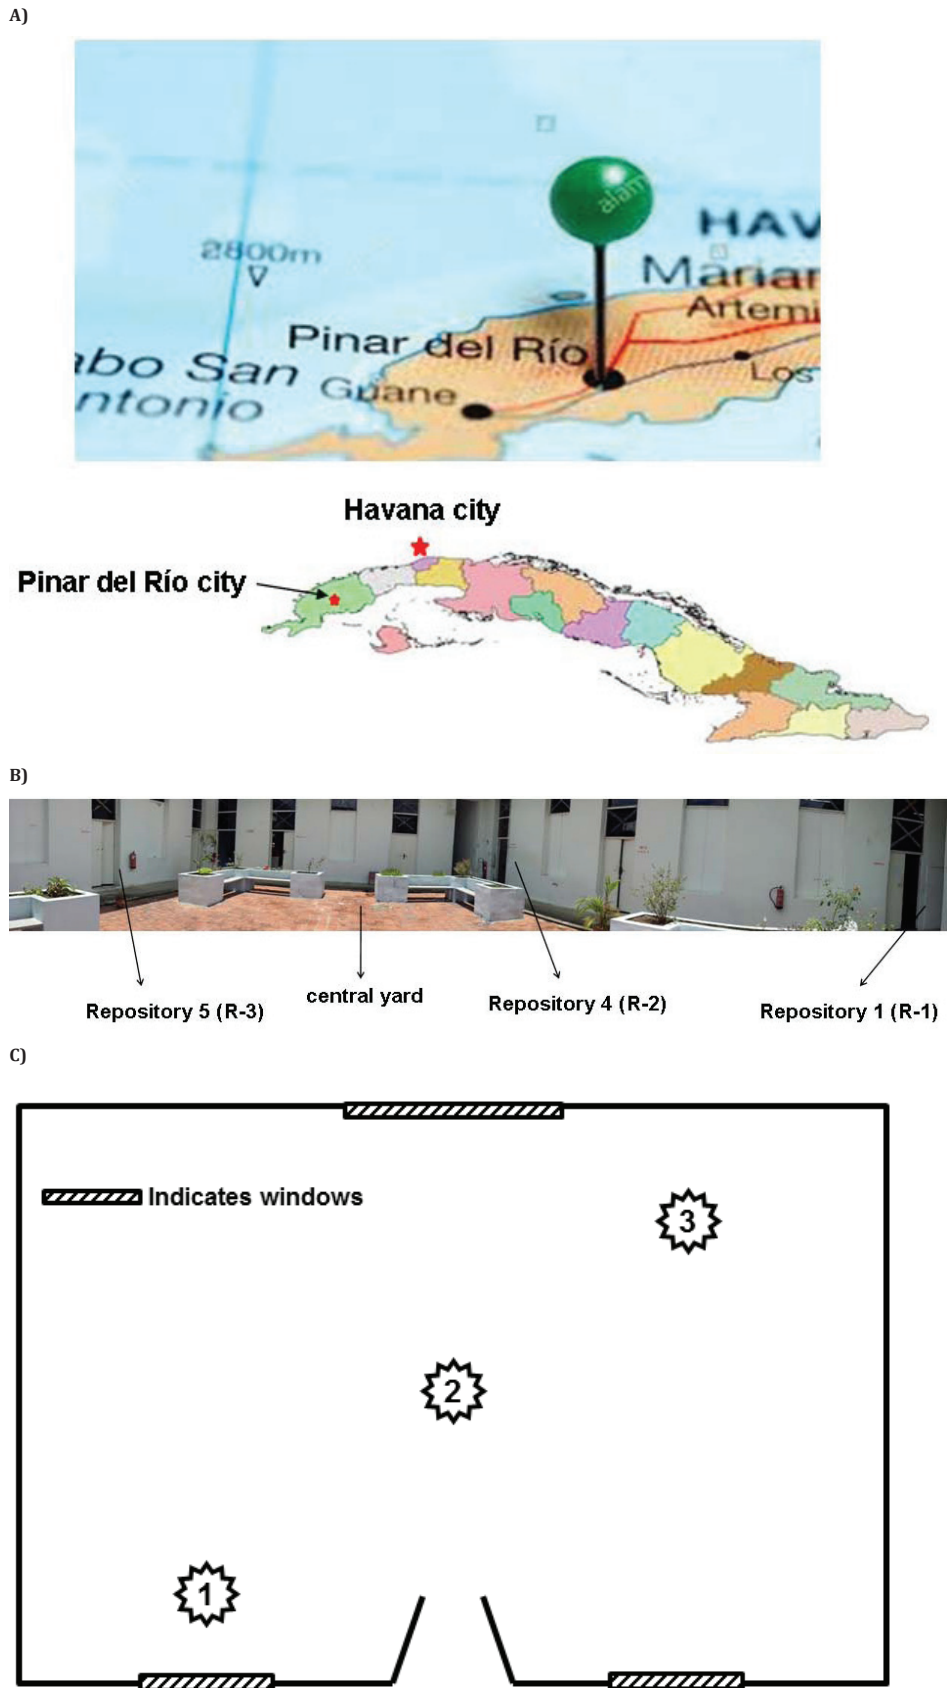 A)
alam
2800m
HAV
Marian
Artemi
Pinar del Río
Los
abo San
Guane
ntonio
Havana city
Pinar del Río city
B)
Repository 5 (R-3)
central yard
Repository 4 (R-2)
Repository 1 (R-1)
C)
Indicates windows
3
2
1